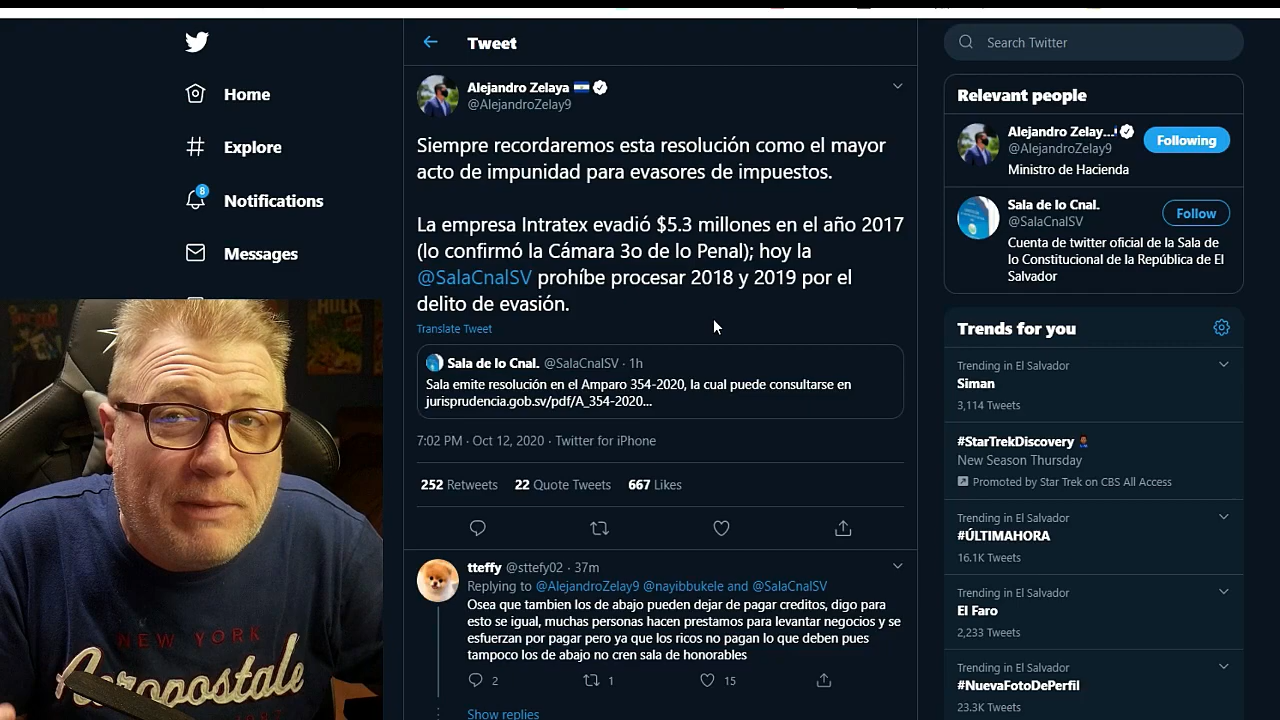 Home
Explore
8
Notifications
Messages
Tweet
Alejandro Zelaya
@AlejandroZelay9
Siempre recordaremos esta resolución como el mayor
acto de impunidad para evasores de impuestos.
La empresa Intratex evadió $5.3 millones en el año 2017
(lo confirmó la Cámara 3o de lo Penal); hoy la
@SalaCnalSV prohíbe procesar 2018 y 2019 por el
delito de evasión.
Translate Tweet
Sala de lo Cnal. @SalaCnalSV · 1h
Sala emite resolución en el Amparo 354-2020, la cual puede consultarse en
jurisprudencia.gob.sv/pdf/A_354-2020...
7:02 PM · Oct 12, 2020 · Twitter for iPhone
252 Retweets 22 Quote Tweets 667 Likes
tteffy @sttefy02 · 37m
Replying to @AlejandroZelay9 @nayibbukele and @SalaCnalSV
Osea que tambien los de abajo pueden dejar de pagar creditos, digo para
esto se igual, muchas personas hacen prestamos para levantar negocios y se
esfuerzan por pagar pero ya que los ricos no pagan lo que deben pues
tampoco los de abajo no cren sala de honorables
2 1 15
Show replies
Search Twitter
Relevant people
Alejandro Zelay...
@AlejandroZelay9
Following
Ministro de Hacienda
Sala de lo Cnal.
@SalaCnalSV
Follow
Cuenta de twitter oficial de la Sala de
lo Constitucional de la República de El
Salvador
Trends for you
Trending in El Salvador
Siman
3,114 Tweets
#StarTrekDiscovery
New Season Thursday
Promoted by Star Trek on CBS All Access
Trending in El Salvador
#ÚLTIMAHORA
16.1K Tweets
Trending in El Salvador
El Faro
2,233 Tweets
Trending in El Salvador
#NuevaFotoDePerfil
23.3K Tweets
NEW YORK
Aeropostale